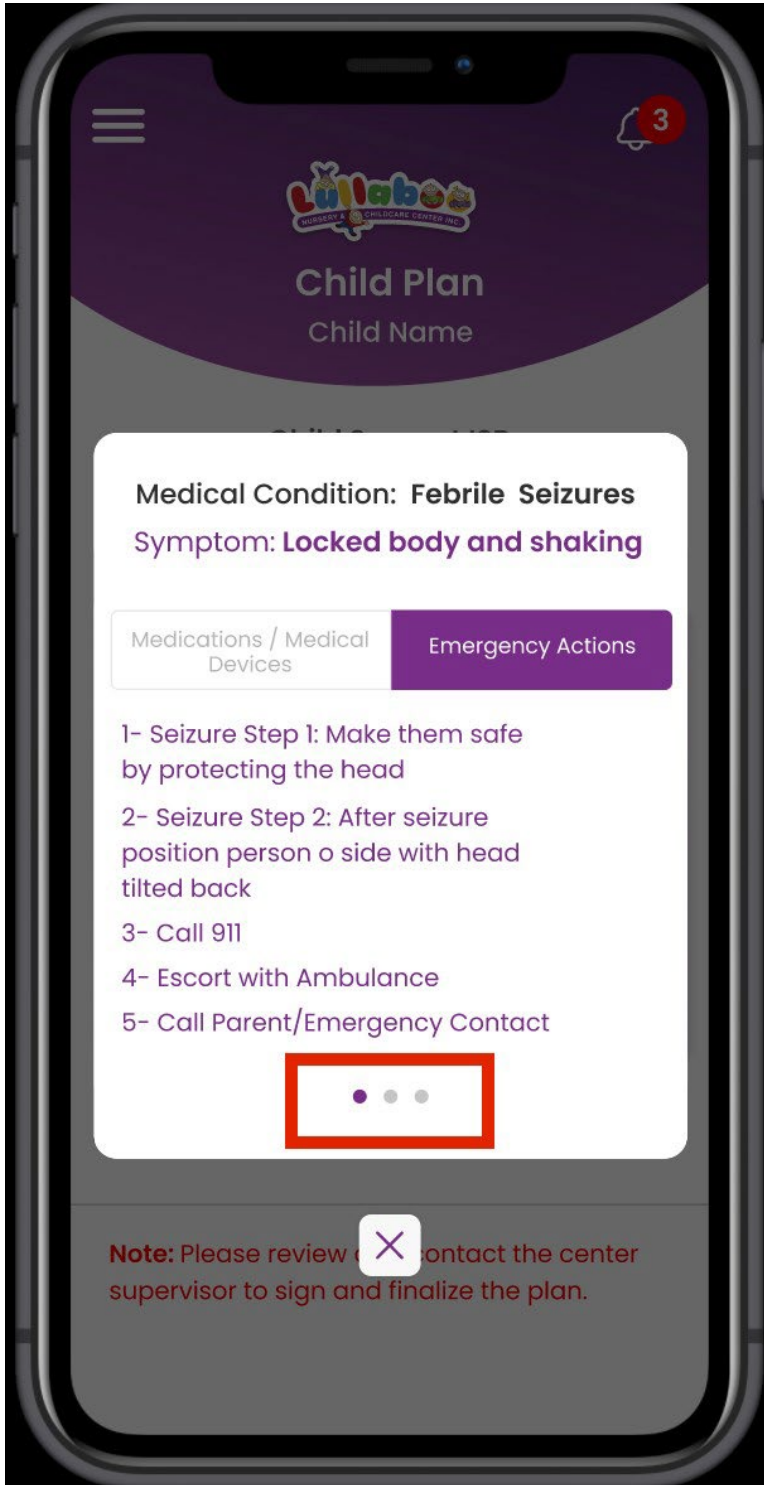 3
Lullaboo
NURSERY & CHILDCARE CENTER INC
Child Plan
Child Name
Medical Condition: Febrile Seizures
Symptom: Locked body and shaking
Medications / Medical
Devices
Emergency Actions
1- Seizure Step 1: Make them safe
by protecting the head
2- Seizure Step 2: After seizure
position person o side with head
tilted back
3- Call 911
4- Escort with Ambulance
5- Call Parent/Emergency Contact
Note: Please review contact the center
supervisor to sign and finalize the plan.